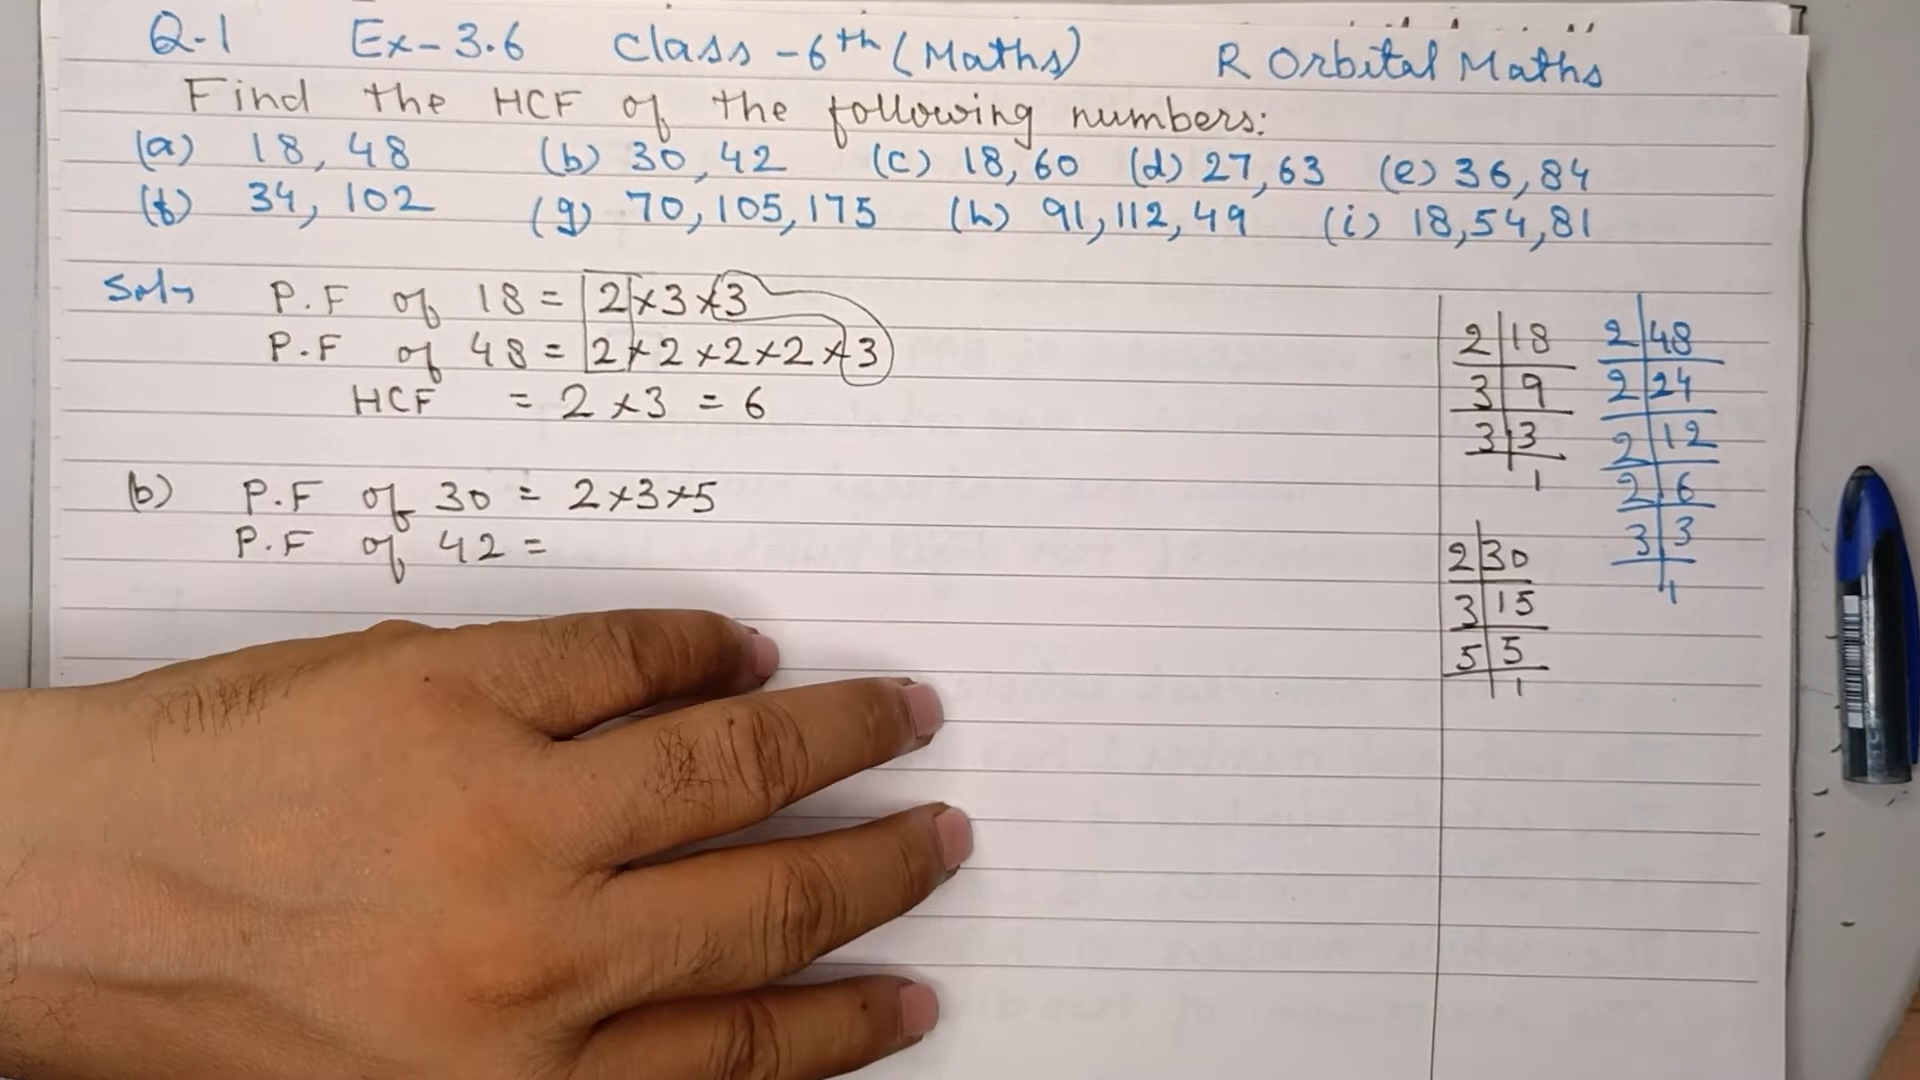 Q-1 Ex-3.6 Class-6th (Maths) R Orbital Maths
Find the HCF of the following numbers:
(a) 18, 48 (b) 30, 42 (c) 18, 60 (d) 27, 63 (e) 36, 84
(f) 34, 102 (g) 70, 105, 175 (h) 91, 112, 49 (i) 18, 54, 81
Soln P.F of 18 = 2×3×3
P.F of 48 = 2×2×2×2×3
HCF = 2×3 = 6
(b) P.F of 30 = 2×3×5
P.F of 42 =
2 18
3 9
3 3
1
2 48
2 24
2 12
2 6
3 3
1
2 30
3 15
5 5
1